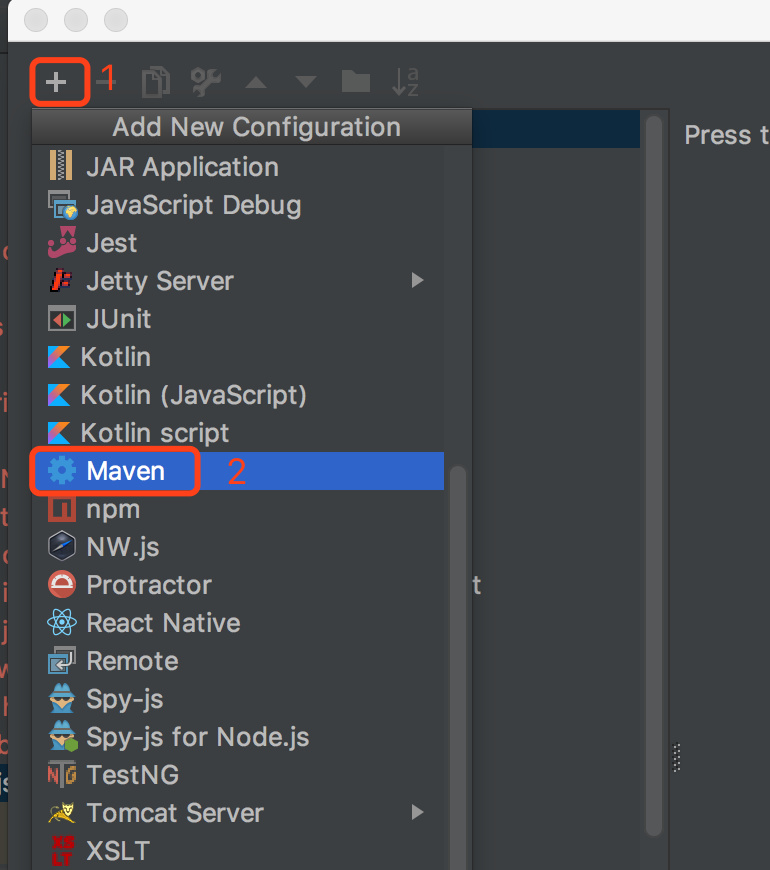 1
Add New Configuration
Press t
JAR Application
JavaScript Debug
Jest
Jetty Server
JUnit
Kotlin
Kotlin (JavaScript)
Kotlin script
Maven 2
npm
NW.js
Protractor
t
React Native
Remote
Spy-js
Spy-js for Node.js
TestNG
Tomcat Server
XSLT